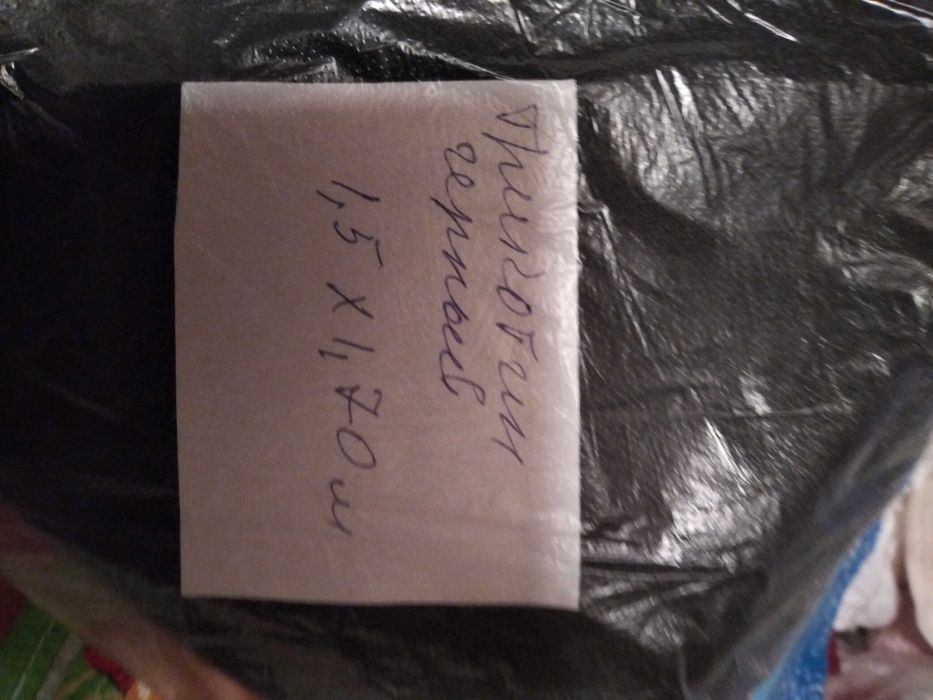 Трикотин
черный
1,5 х 1,70 м